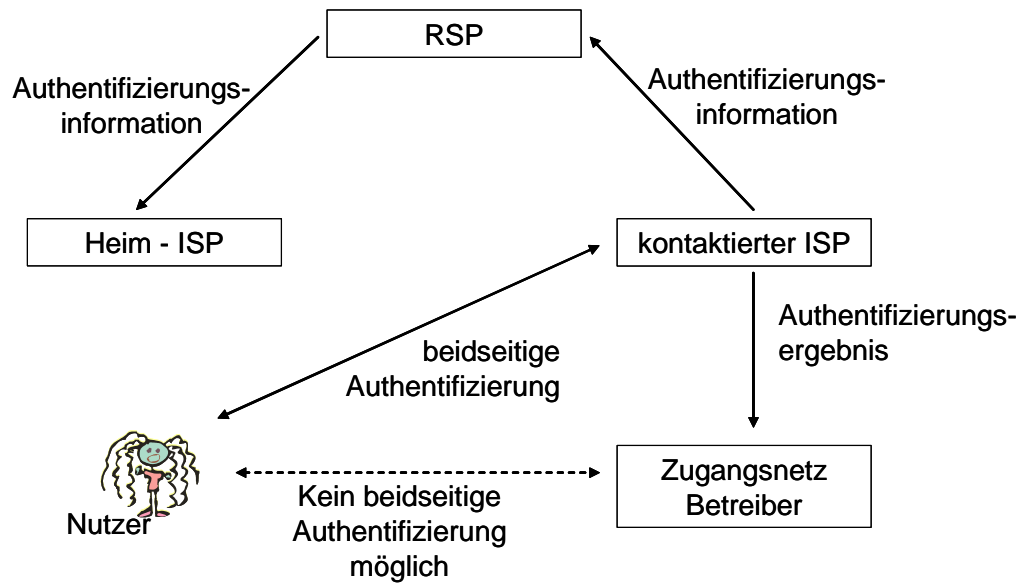 RSP
Authentifizierungs-
information
Authentifizierungs-
information
Heim - ISP
kontaktierter ISP
Authentifizierungs-
ergebnis
beidseitige
Authentifizierung
Nutzer
Kein beidseitige
Authentifizierung
möglich
Zugangsnetz
Betreiber